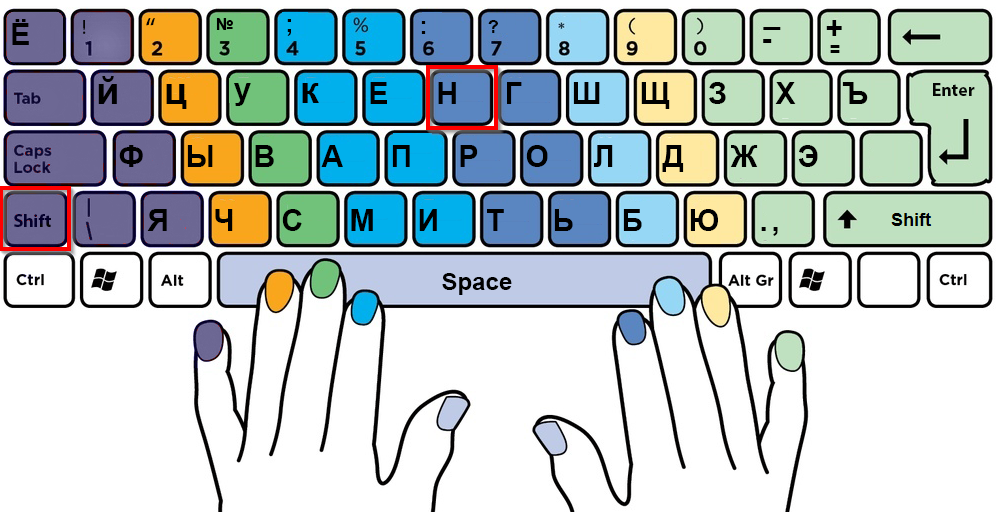 Ё ! 1 “ 2 № 3 ; 4 % 5 : 6 ? 7 * 8 ( 9 ) 0 — - + =
Tab Й Ц У К Е Н Г Ш Щ З Х Ъ Enter
Caps Lock Ф Ы В А П Р О Л Д Ж Э
Shift | \ Я Ч С М И Т Ь Б Ю . , Shift
Ctrl Alt Space Alt Gr Ctrl